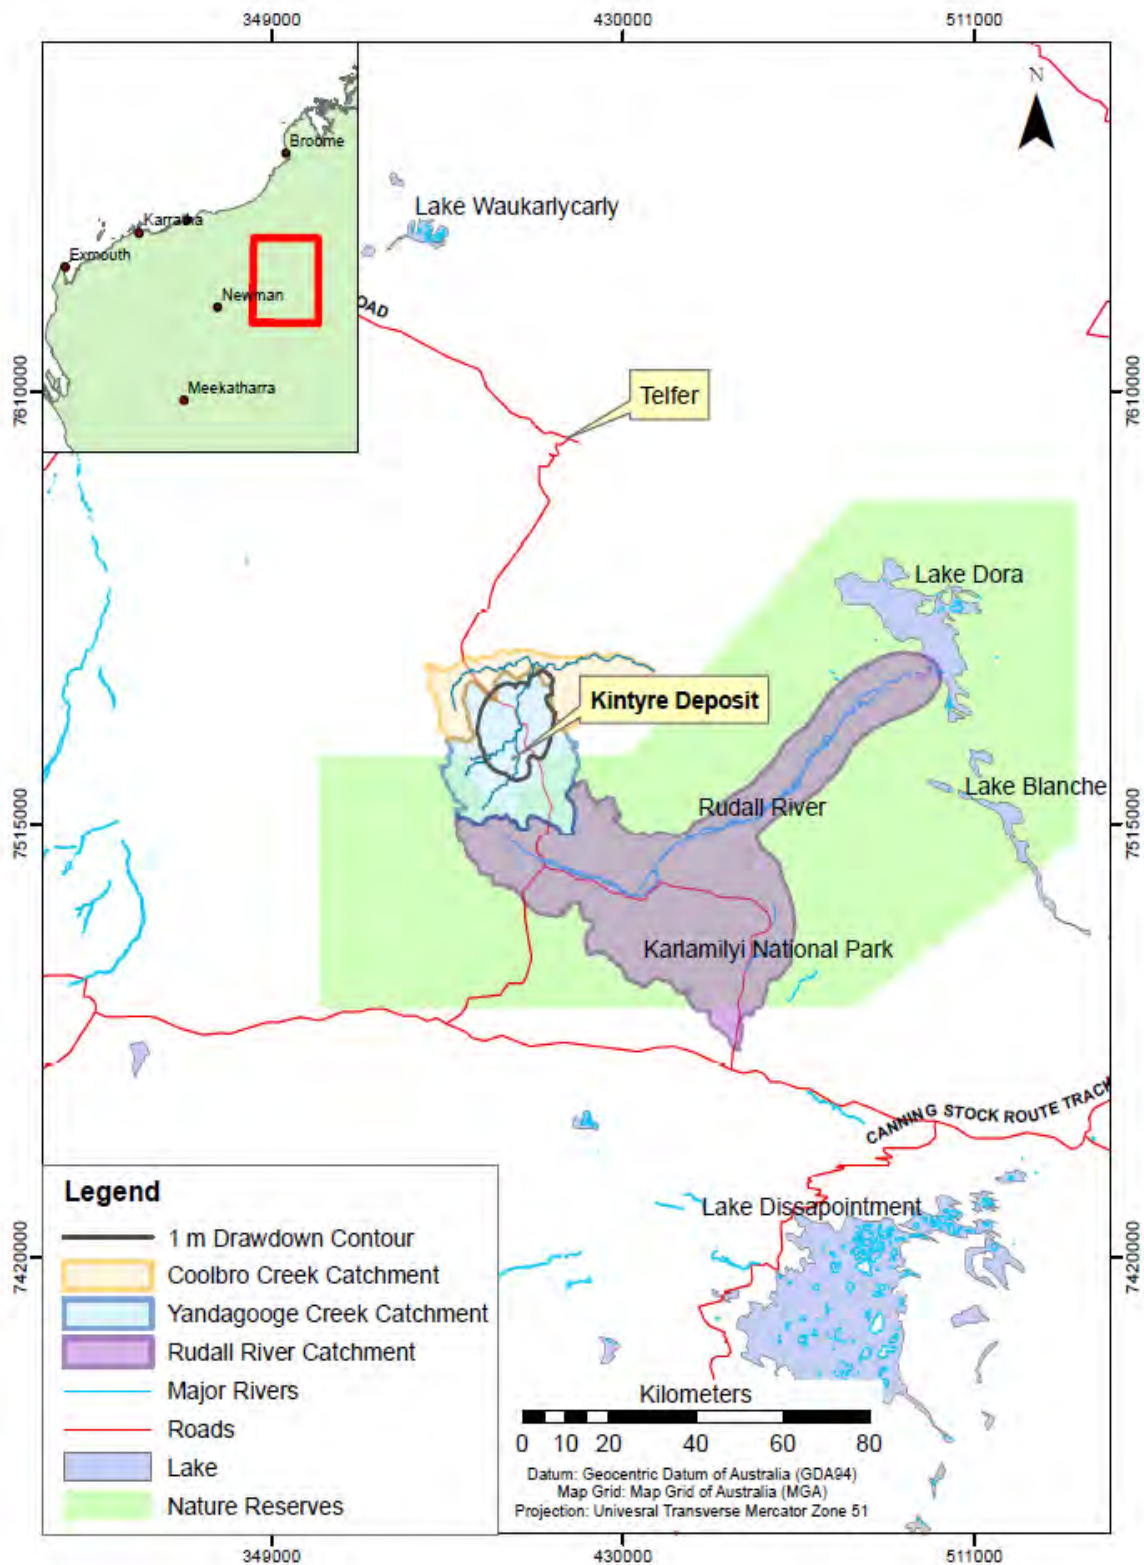 349000
430000
511000
N
Broome
Lake Waukarlycarly
Exmouth
Newman
OAD
Meekatharra
7610000
7610000
Telfer
Lake Dora
Kintyre Deposit
Lake Blanche
Rudall River
7515000
7515000
Karlamilyi National Park
CANNING STOCK ROUTE TRACK
Legend
Lake Dissapointment
1 m Drawdown Contour
7420000
7420000
Coolbro Creek Catchment
Yandagooge Creek Catchment
Rudall River Catchment
Major Rivers
Kilometers
Roads
0 10 20 40 60 80
Lake
Datum: Geocentric Datum of Australia (GDA94)
Map Grid: Map Grid of Australia (MGA)
Nature Reserves
Projection: Univesral Transverse Mercator Zone 51
349000
430000
511000